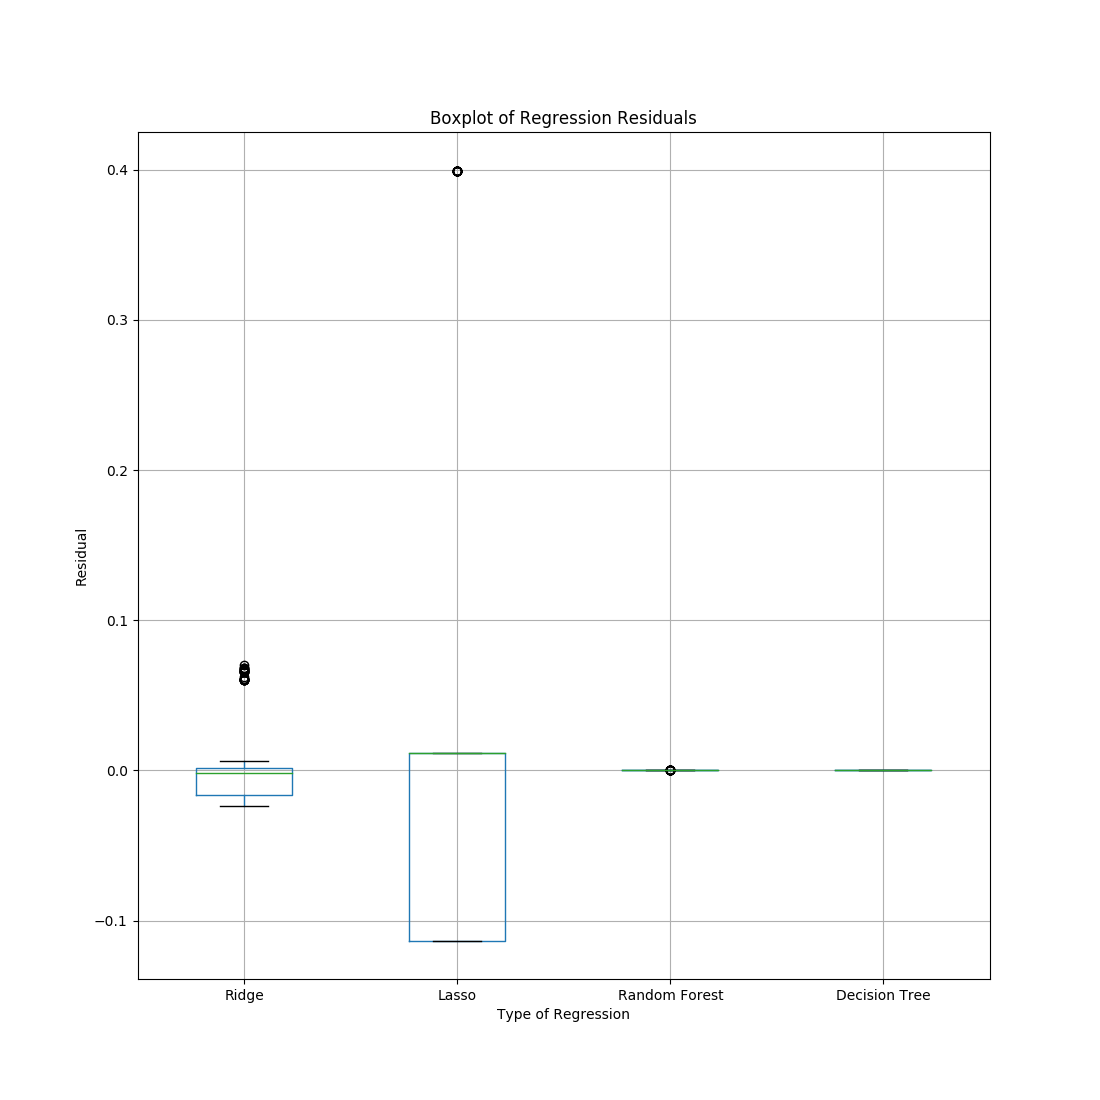 Boxplot of Regression Residuals
0.4
0.3
0.2
0.1
0.0
−0.1
Residual
Ridge Lasso Random Forest Decision Tree
Type of Regression